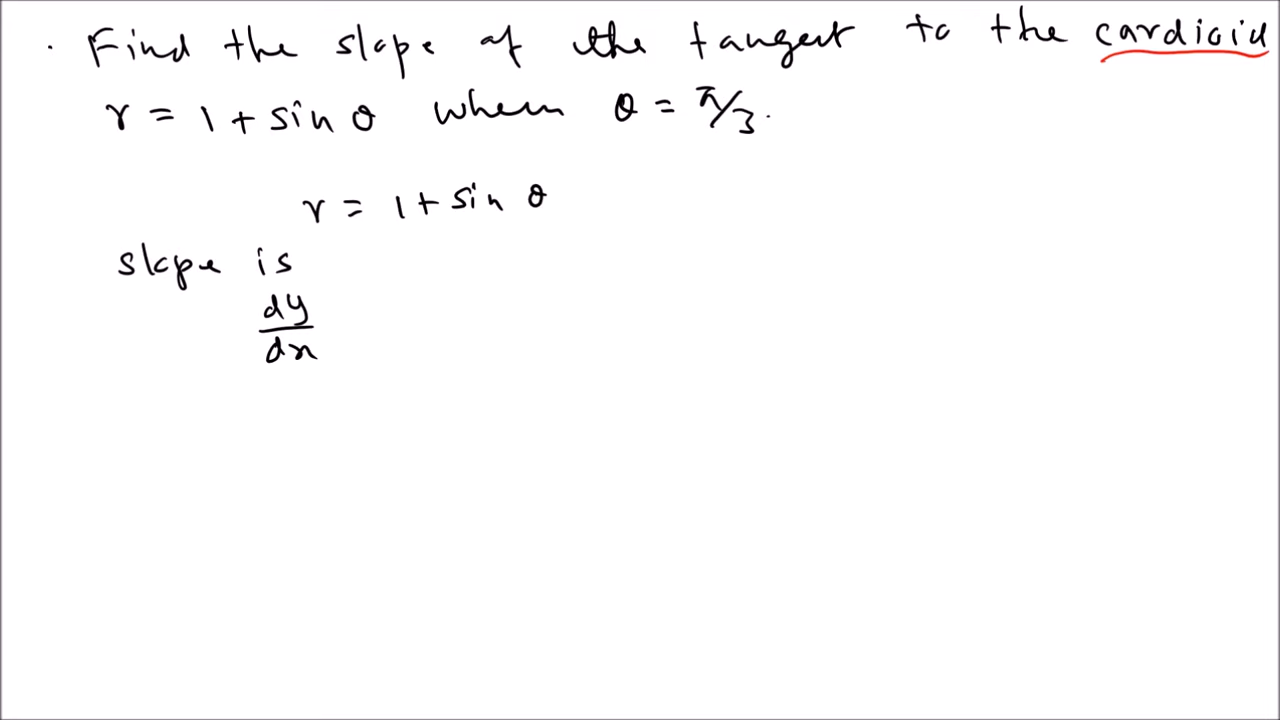 . Find the slope of the tangent to the cardioid
r = 1 + sin θ when θ = π/3.
r = 1 + sin θ
slope is
dy
dx